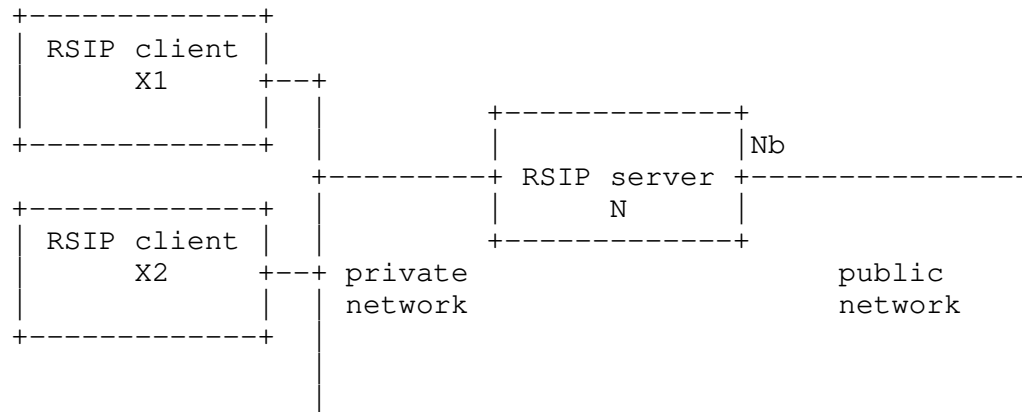 RSIP client
X1
Nb
RSIP server
N
RSIP client
X2
private
network
public
network